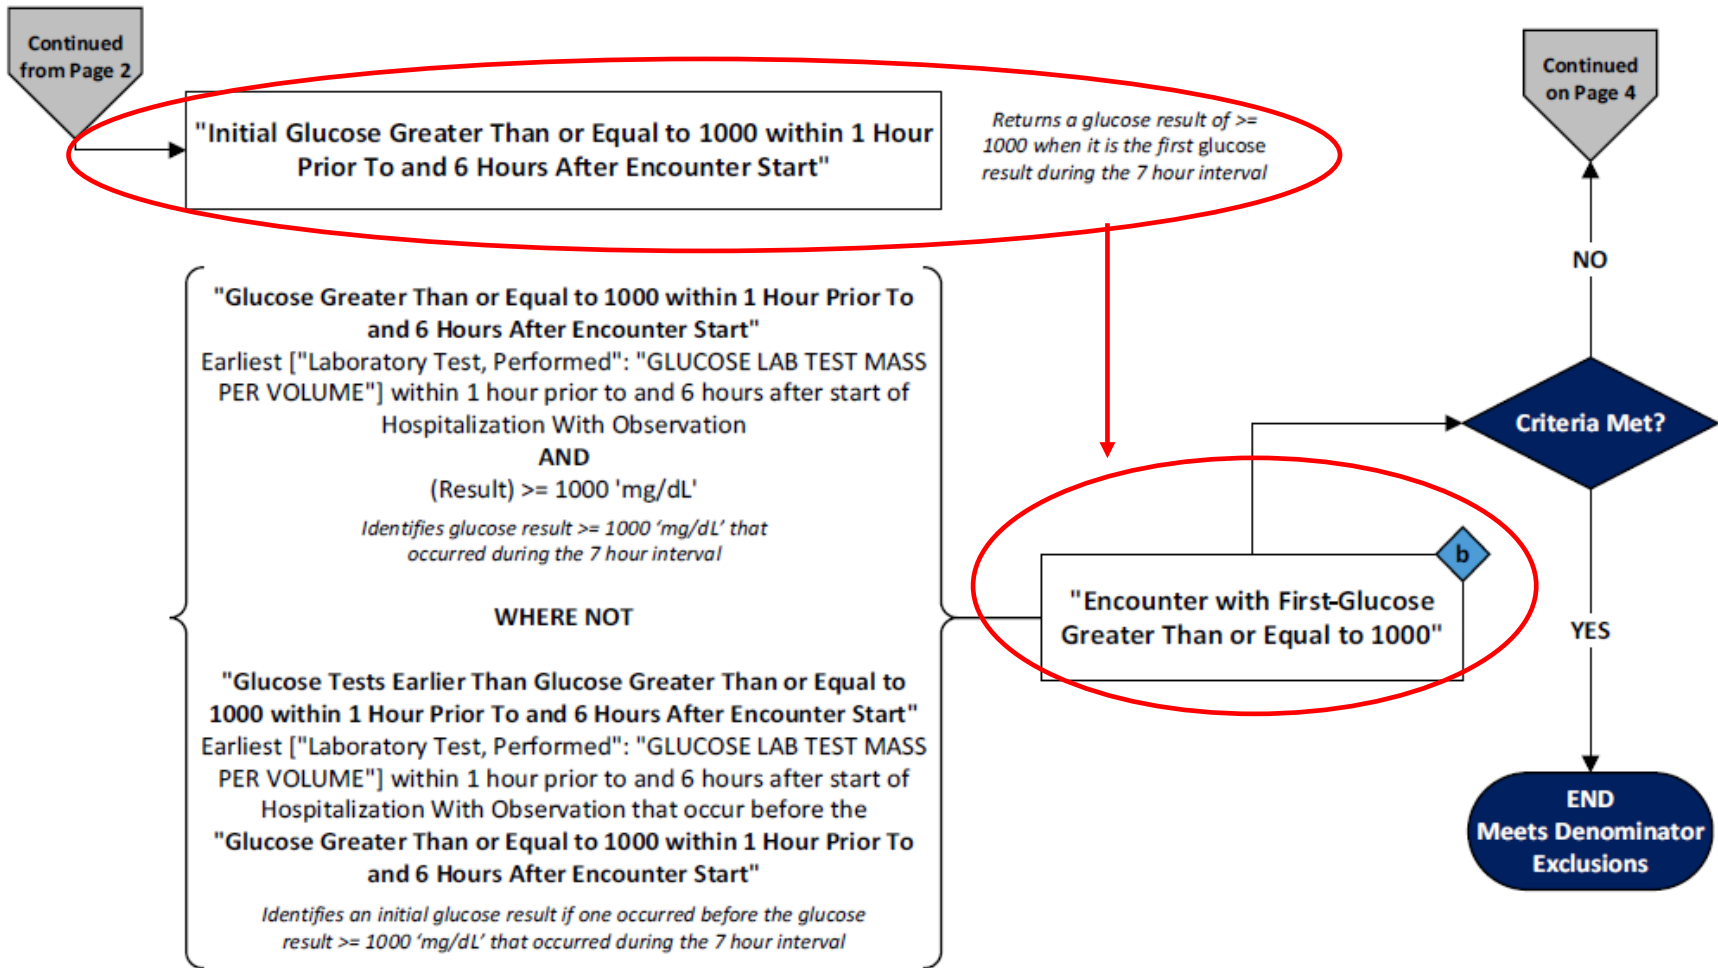 Continued
from Page 2
"Initial Glucose Greater Than or Equal to 1000 within 1 Hour
Prior To and 6 Hours After Encounter Start"
Returns a glucose result of >=
1000 when it is the first glucose
result during the 7 hour interval
Continued
on Page 4
NO
"Glucose Greater Than or Equal to 1000 within 1 Hour Prior To
and 6 Hours After Encounter Start"
Earliest ["Laboratory Test, Performed": "GLUCOSE LAB TEST MASS
PER VOLUME"] within 1 hour prior to and 6 hours after start of
Hospitalization With Observation
AND
(Result) >= 1000 'mg/dL'
Identifies glucose result >= 1000 ‘mg/dL’ that
occurred during the 7 hour interval
WHERE NOT
"Glucose Tests Earlier Than Glucose Greater Than or Equal to
1000 within 1 Hour Prior To and 6 Hours After Encounter Start"
Earliest ["Laboratory Test, Performed": "GLUCOSE LAB TEST MASS
PER VOLUME"] within 1 hour prior to and 6 hours after start of
Hospitalization With Observation that occur before the
"Glucose Greater Than or Equal to 1000 within 1 Hour Prior To
and 6 Hours After Encounter Start"
Identifies an initial glucose result if one occurred before the glucose
result >= 1000 ‘mg/dL’ that occurred during the 7 hour interval
b
"Encounter with First-Glucose
Greater Than or Equal to 1000"
Criteria Met?
YES
END
Meets Denominator
Exclusions